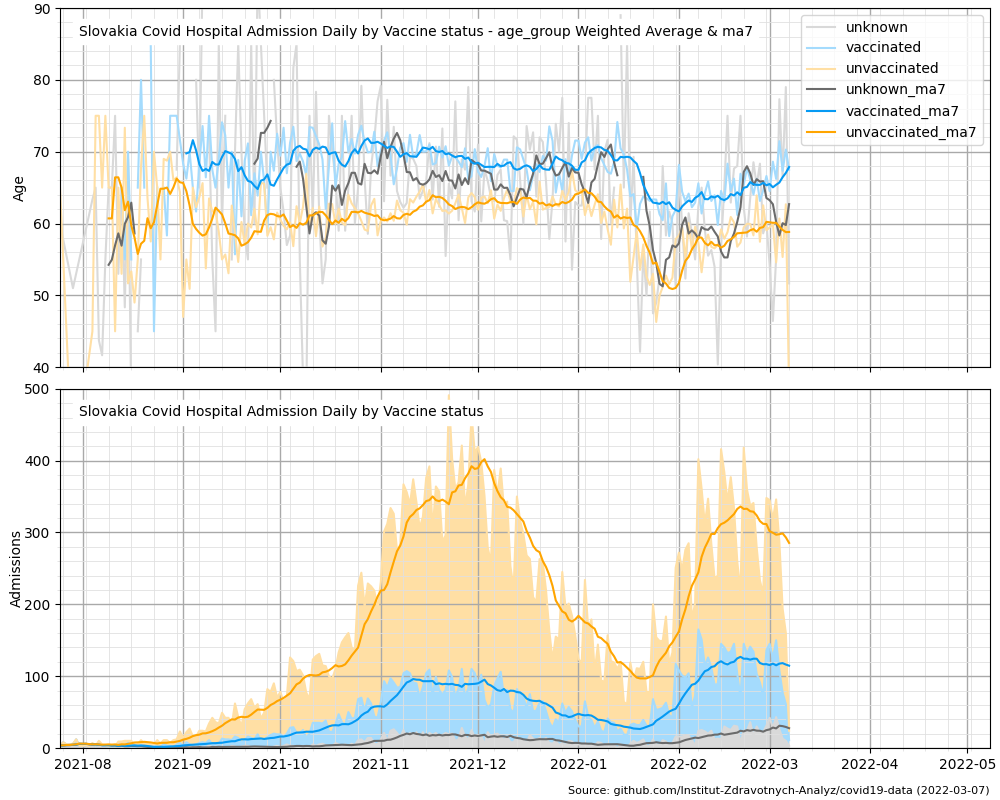 Slovakia Covid Hospital Admission Daily by Vaccine status - age_group Weighted Average & ma7
unknown
vaccinated
unvaccinated
unknown_ma7
vaccinated_ma7
unvaccinated_ma7
90
80
70
60
50
40
Age
Slovakia Covid Hospital Admission Daily by Vaccine status
500
400
300
200
100
0
Admissions
2021-08 2021-09 2021-10 2021-11 2021-12 2022-01 2022-02 2022-03 2022-04 2022-05
Source: github.com/Institut-Zdravotnych-Analyz/covid19-data (2022-03-07)